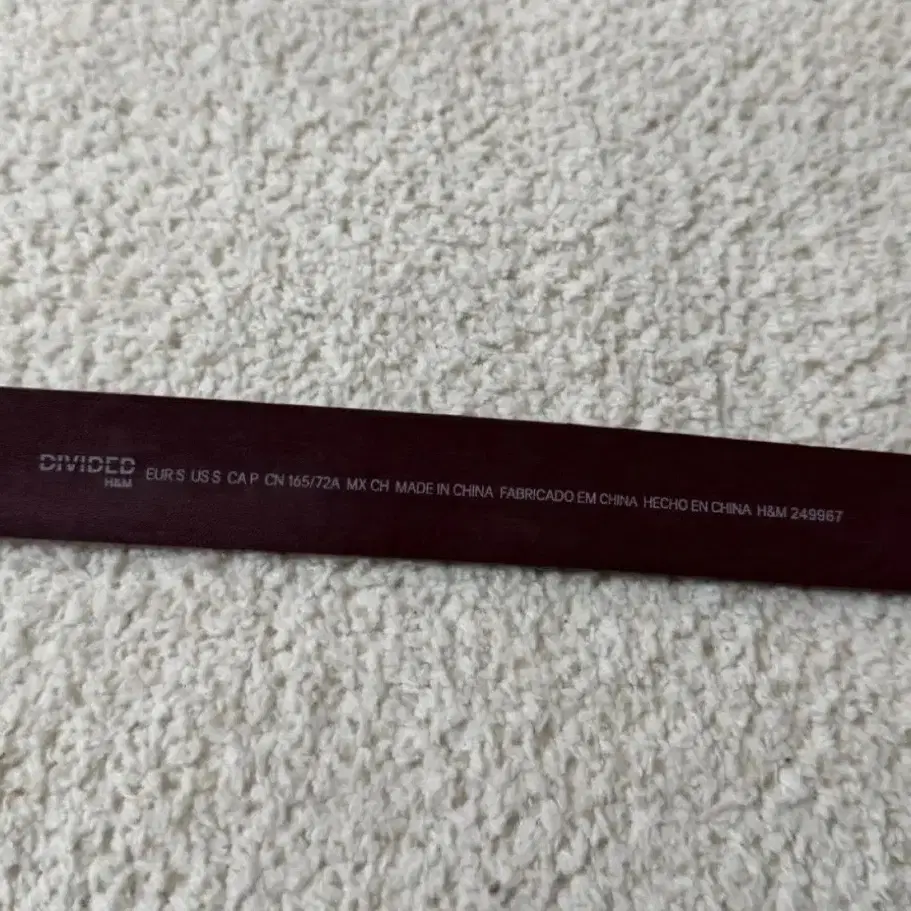 DIVIDED
H&M
EUR S US S CA P CN 165/72A MX CH MADE IN CHINA FABRICADO EM CHINA HECHO EN CHINA H&M 249967